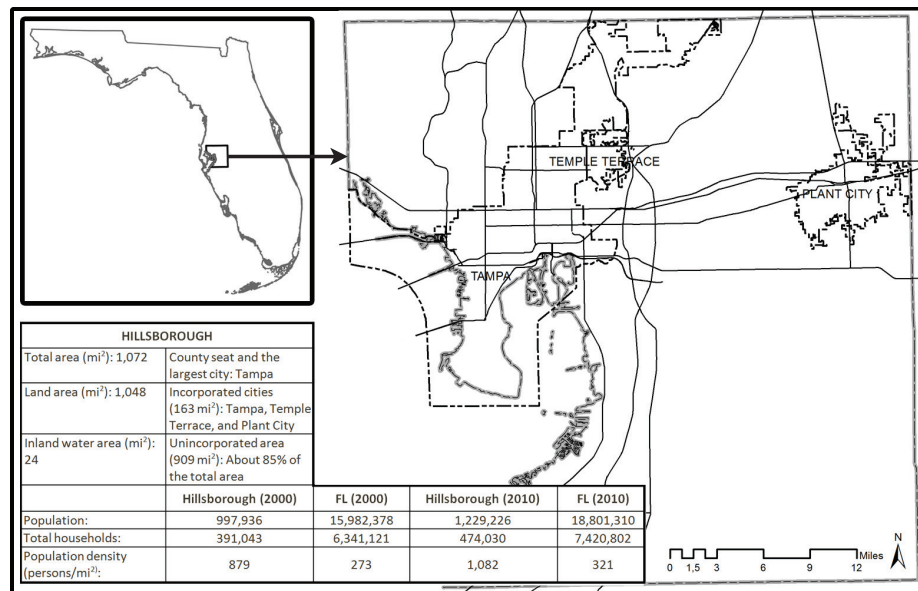 TEMPLE TERRACE
PLANT CITY
TAMPA
HILLSBOROUGH
Total area (mi²): 1,072
County seat and the
largest city: Tampa
Land area (mi²): 1,048
Incorporated cities
(163 mi²): Tampa, Temple
Terrace, and Plant City
Inland water area (mi²):
24
Unincorporated area
(909 mi²): About 85% of
the total area
Hillsborough (2000) FL (2000) Hillsborough (2010) FL (2010)
Population: 997,936 15,982,378 1,229,226 18,801,310
Total households: 391,043 6,341,121 474,030 7,420,802
Population density
(persons/mi²): 879 273 1,082 321
N
Miles
0 1,5 3 6 9 12